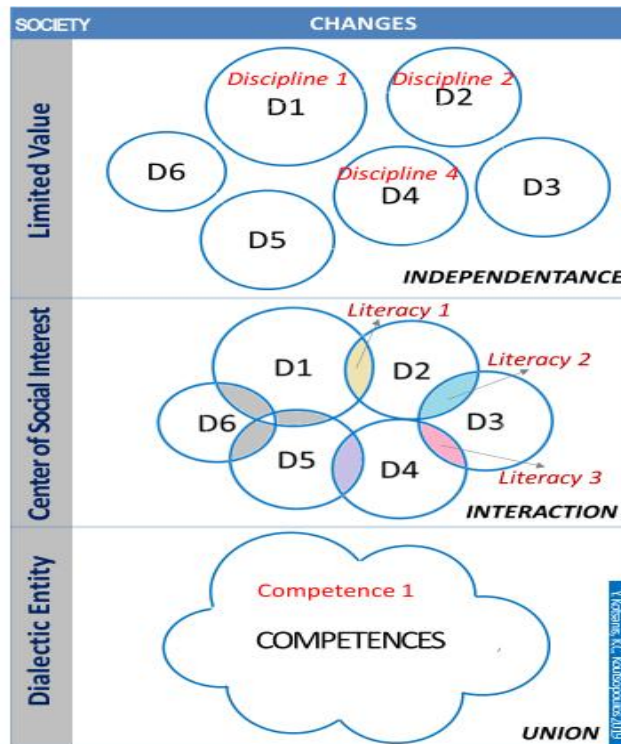 SOCIETY CHANGES
Limited Value
Discipline 1
D1
Discipline 2
D2
D6
Discipline 4
D4
D3
D5
INDEPENDENTANCE
Center of Social Interest
Literacy 1
D1
D2
Literacy 2
D6
D3
D5
D4
Literacy 3
INTERACTION
Dialectic Entity
Competence 1
COMPETENCES
UNION
2019